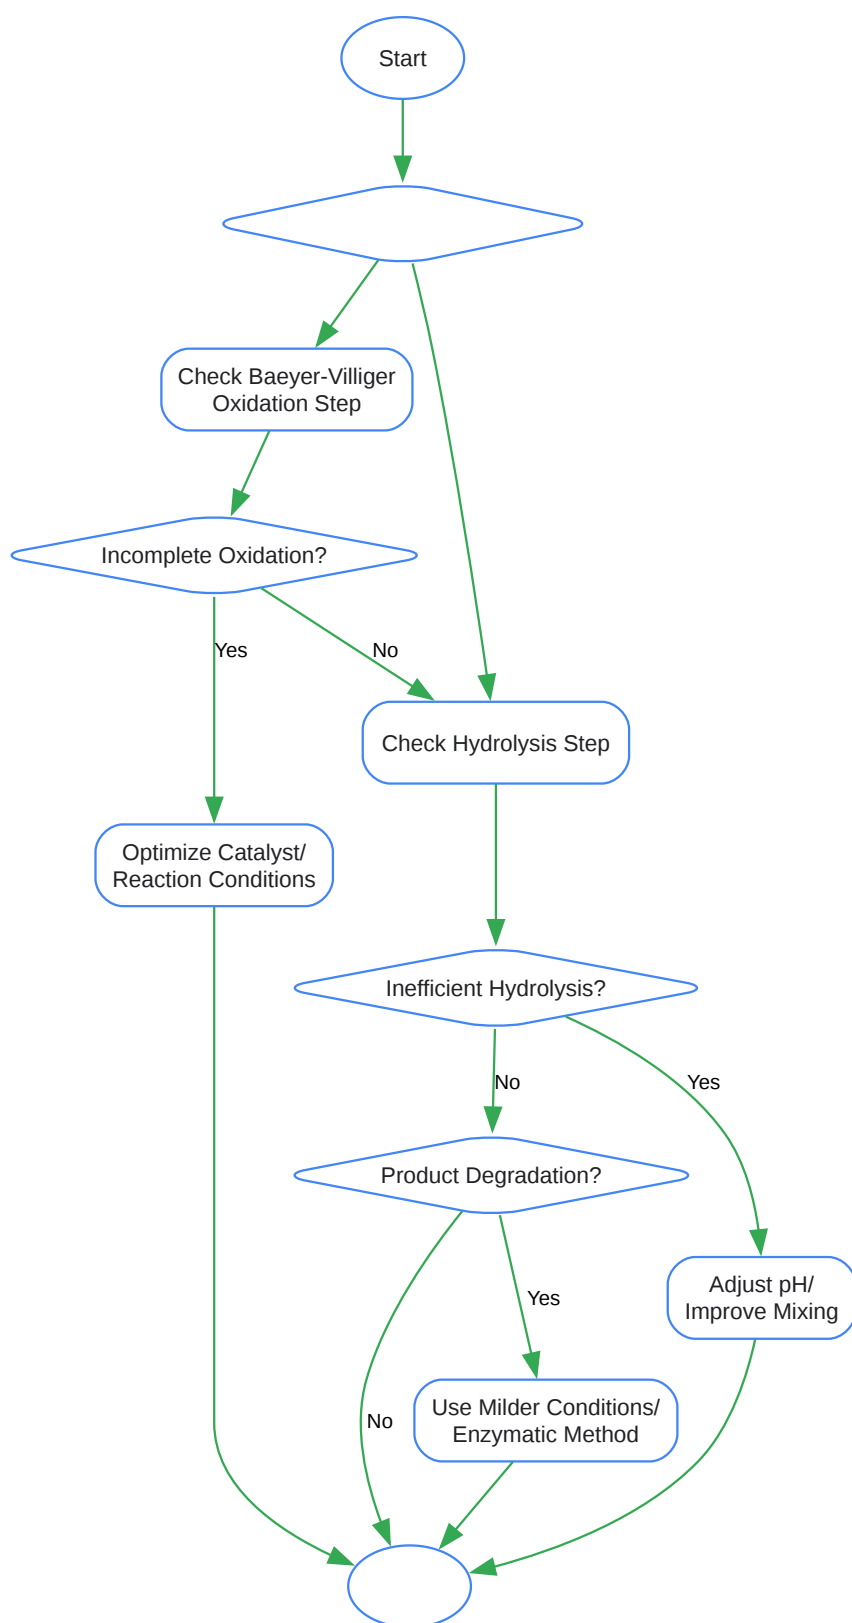 Start
Check Baeyer-Villiger
Oxidation Step
Incomplete Oxidation?
Yes
No
Check Hydrolysis Step
Optimize Catalyst/
Reaction Conditions
Inefficient Hydrolysis?
No
Yes
Product Degradation?
Adjust pH/
Improve Mixing
Yes
No
Use Milder Conditions/
Enzymatic Method